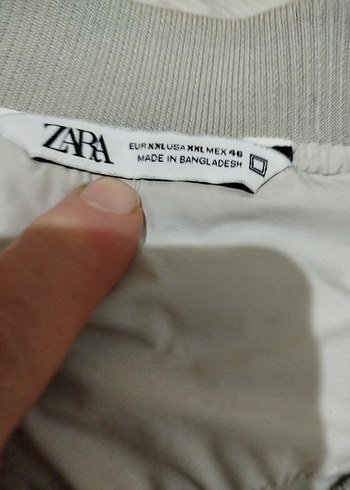 ZARA
EUR XXL USA XXL MEX 46
MADE IN BANGLADESH